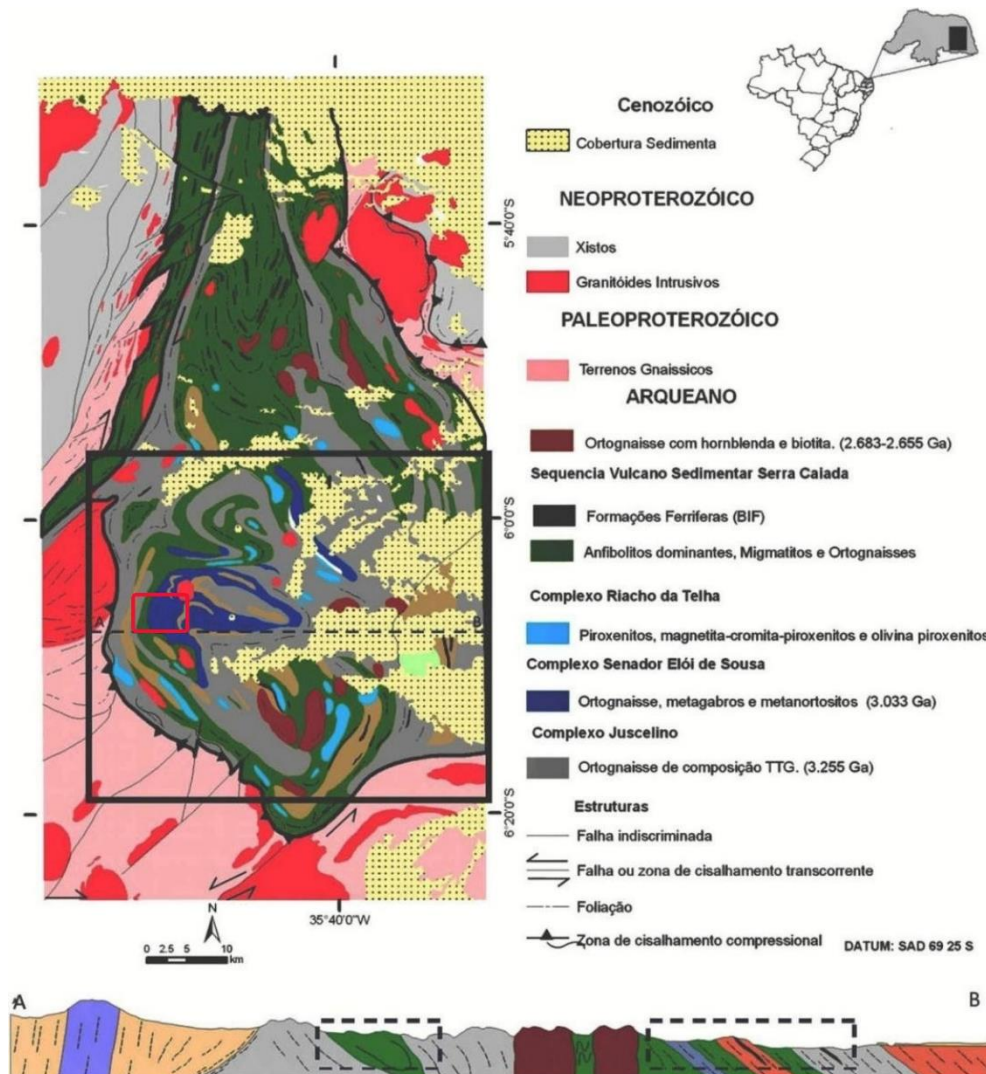 Cenozóico
Cobertura Sedimenta
NEOPROTEROZÓICO
Xistos
Granitóides Intrusivos
PALEOPROTEROZÓICO
Terrenos Gnaissicos
ARQUEANO
Ortognaisse com hornblenda e biotita. (2.683-2.655 Ga)
Sequencia Vulcano Sedimentar Serra Caiada
Formações Ferriferas (BIF)
Anfibolitos dominantes, Migmatitos e Ortognaisses
Complexo Riacho da Telha
Piroxenitos, magnetita-cromita-piroxenitos e olivina piroxenitos
Complexo Senador Elói de Sousa
Ortognaisse, metagabros e metanortositos (3.033 Ga)
Complexo Juscelino
Ortognaisse de composição TTG. (3.255 Ga)
Estruturas
Falha indiscriminada
Falha ou zona de cisalhamento transcorrente
Foliação
Zona de cisalhamento compressional
DATUM: SAD 69 25 S
5°40'0"S
6°0'0"S
6°20'0"S
A
B
N
35°40'0"W
0 2.5 5 10
km
A
B